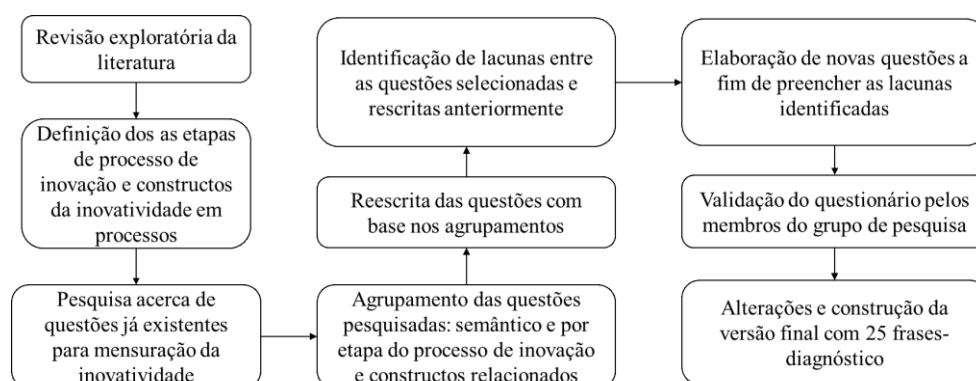 Revisão exploratória da
literatura
Definição dos as etapas
de processo de
inovação e constructos
da inovatividade em
processos
Pesquisa acerca de
questões já existentes
para mensuração da
inovatividade
Agrupamento das questões
pesquisadas: semântico e por
etapa do processo de inovação
e constructos relacionados
Reescrita das questões com
base nos agrupamentos
Identificação de lacunas entre
as questões selecionadas e
rescritas anteriormente
Elaboração de novas questões a
fim de preencher as lacunas
identificadas
Validação do questionário pelos
membros do grupo de pesquisa
Alterações e construção da
versão final com 25 frases-
diagnóstico